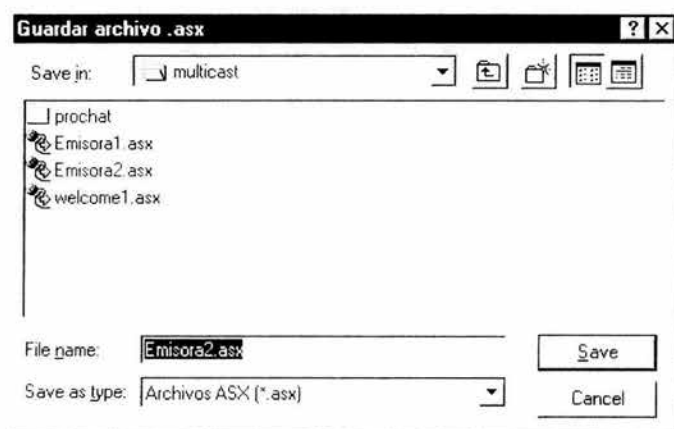 Guardar archivo .asx
Save in: multicast
prochat
Emisora1.asx
Emisora2.asx
welcome1.asx
File name: Emisora2.asx Save
Save as type: Archivos ASX (*.asx) Cancel